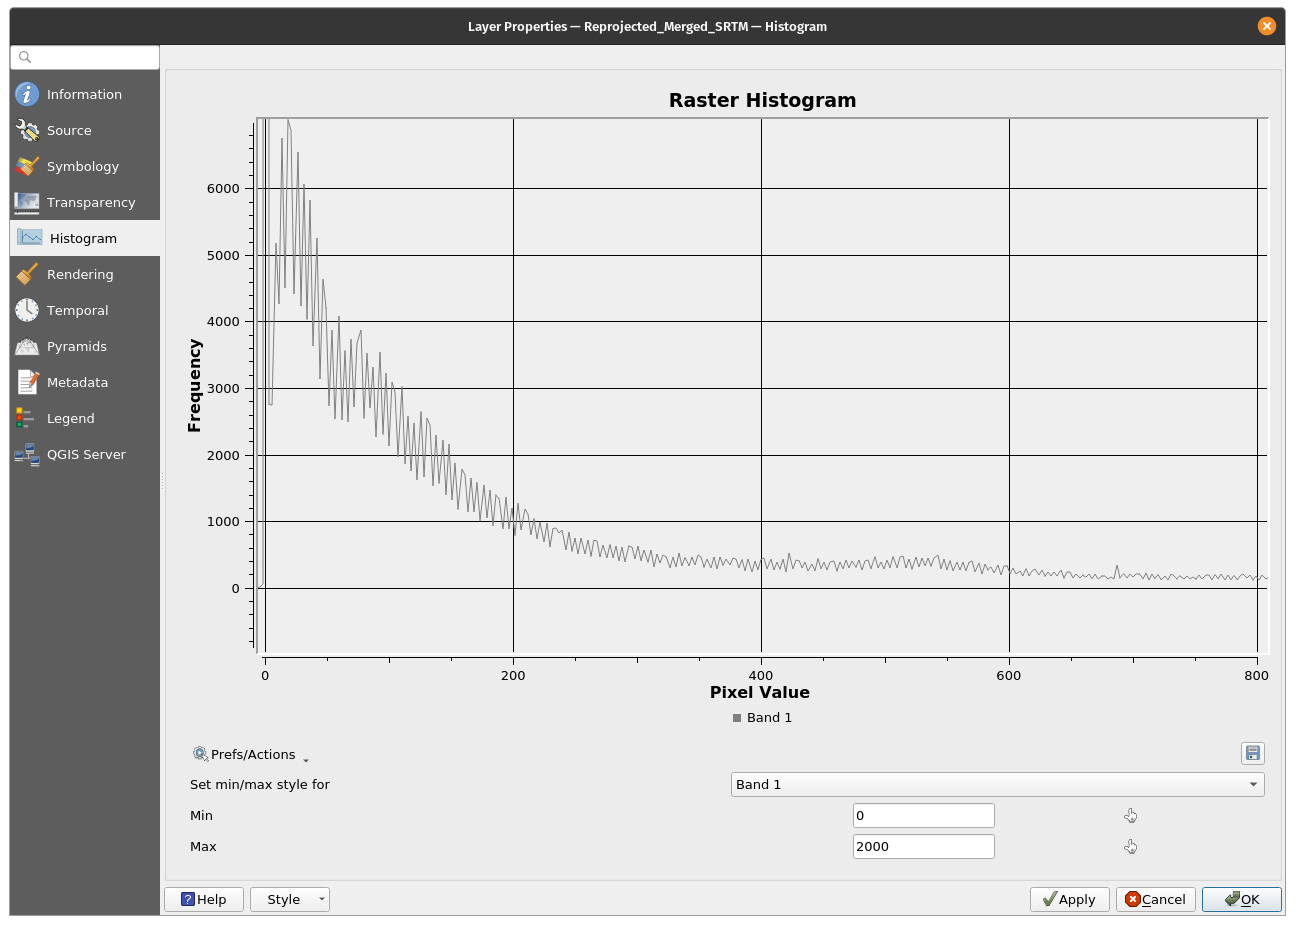 Layer Properties — Reprojected_Merged_SRTM — Histogram
Information
Source
Symbology
Transparency
Histogram
Rendering
Temporal
Pyramids
Metadata
Legend
QGIS Server
Raster Histogram
Frequency
6000
5000
4000
3000
2000
1000
0
0 200 400 600 800
Pixel Value
Band 1
Prefs/Actions
Set min/max style for Band 1
Min 0
Max 2000
Help Style Apply Cancel OK